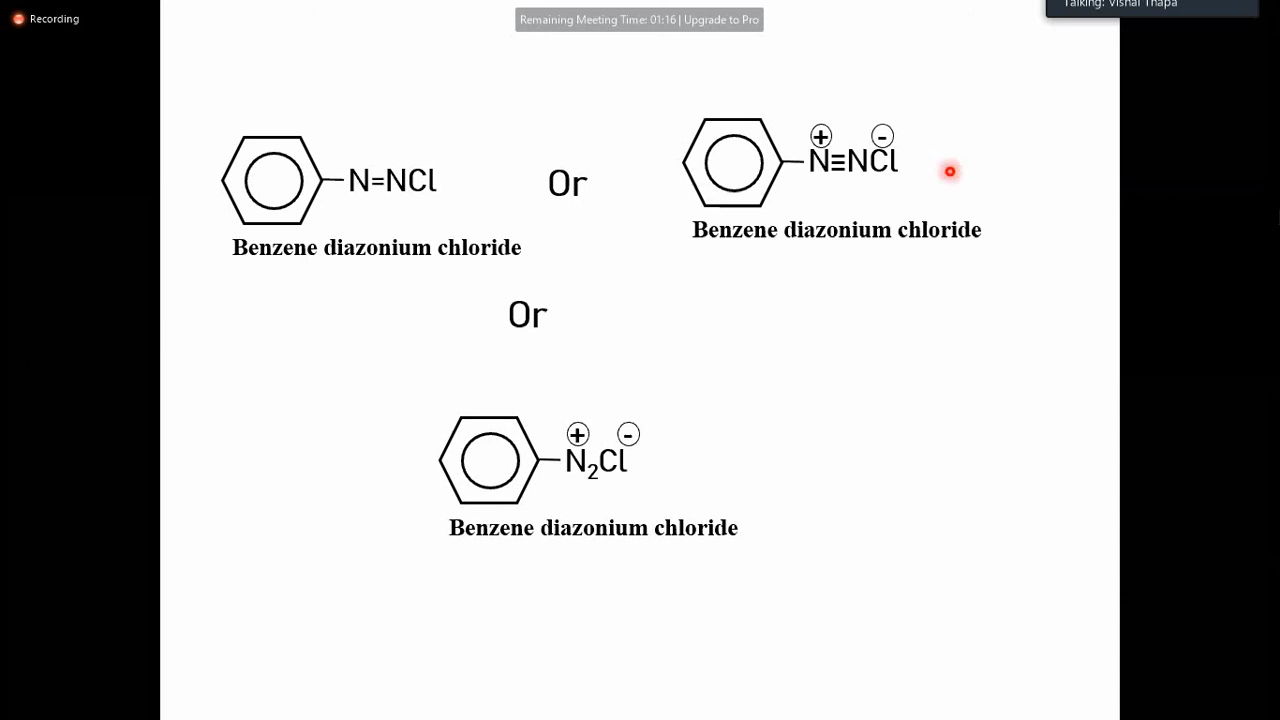 Recording
Remaining Meeting Time: 01:16 | Upgrade to Pro
Talking: Vishal Thapa
N=NCl
Or
+ -
N≡NCl
Benzene diazonium chloride
Benzene diazonium chloride
Or
+ -
N₂Cl
Benzene diazonium chloride